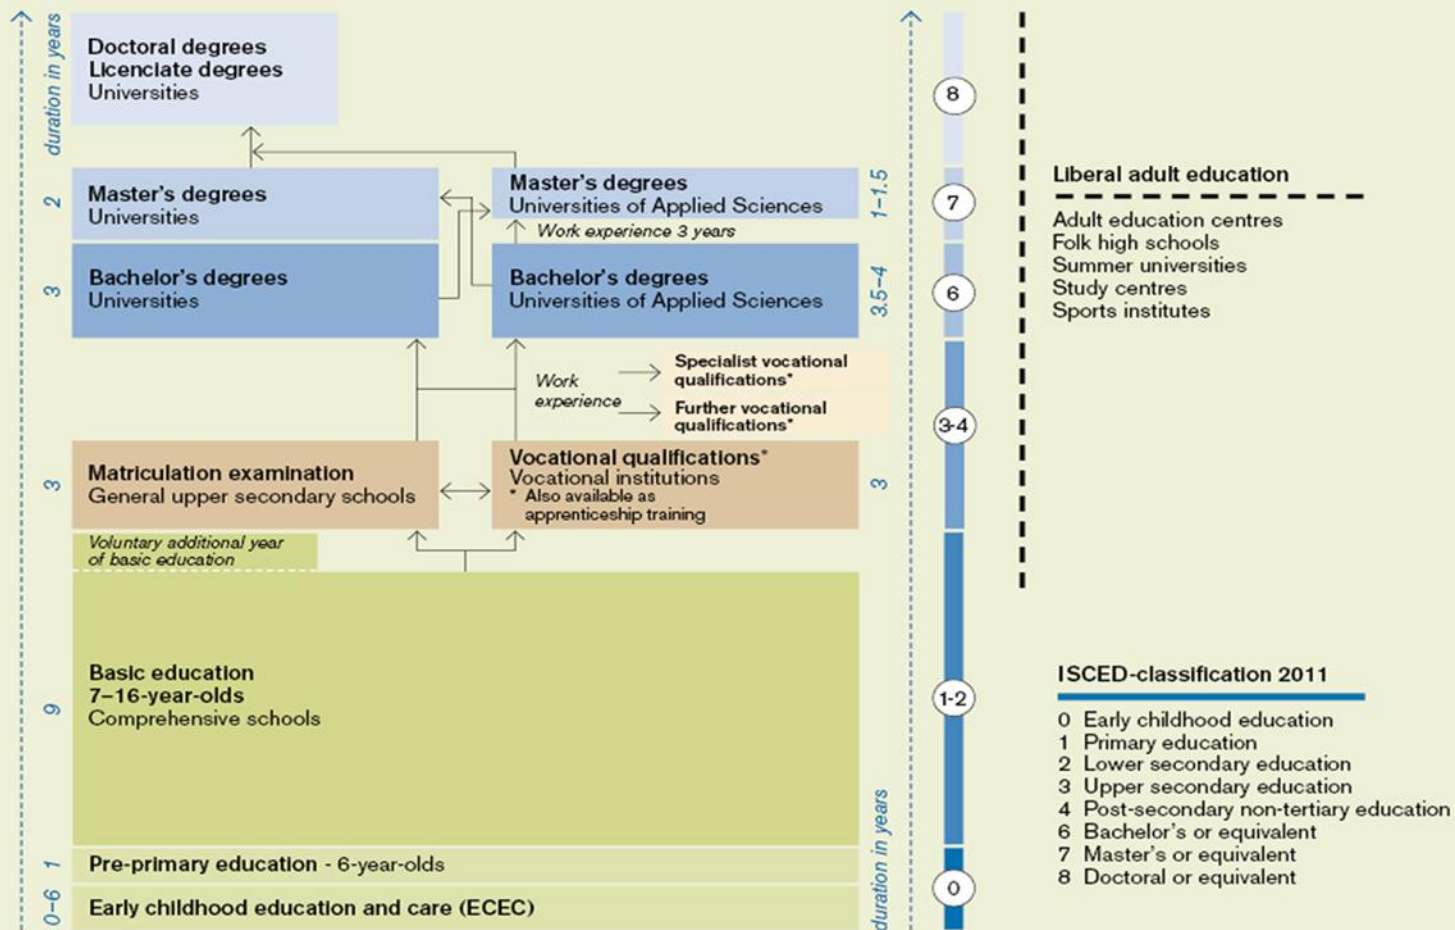 duration in years
Doctoral degrees
Licenciate degrees
Universities
8
2
Master's degrees
Universities
Master's degrees
Universities of Applied Sciences
1–1.5
7
Work experience 3 years
3
Bachelor's degrees
Universities
Bachelor's degrees
Universities of Applied Sciences
3.5–4
6
Work
experience
Specialist vocational
qualifications*
Further vocational
qualifications*
3-4
3
Matriculation examination
General upper secondary schools
Vocational qualifications*
Vocational institutions
* Also available as
apprenticeship training
3
Voluntary additional year
of basic education
9
Basic education
7–16-year-olds
Comprehensive schools
1-2
1
Pre-primary education - 6-year-olds
0–6
Early childhood education and care (ECEC)
duration in years
0
Liberal adult education
Adult education centres
Folk high schools
Summer universities
Study centres
Sports institutes
ISCED-classification 2011
0 Early childhood education
1 Primary education
2 Lower secondary education
3 Upper secondary education
4 Post-secondary non-tertiary education
6 Bachelor's or equivalent
7 Master's or equivalent
8 Doctoral or equivalent